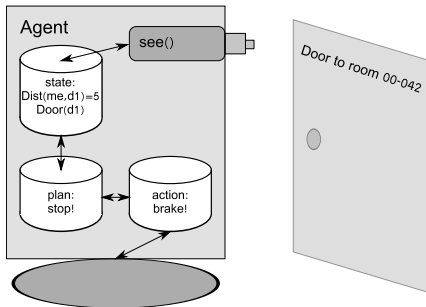 Agent
see()
state:
Dist(me,d1)=5
Door(d1)
plan:
stop!
action:
brake!
Door to room 00-042